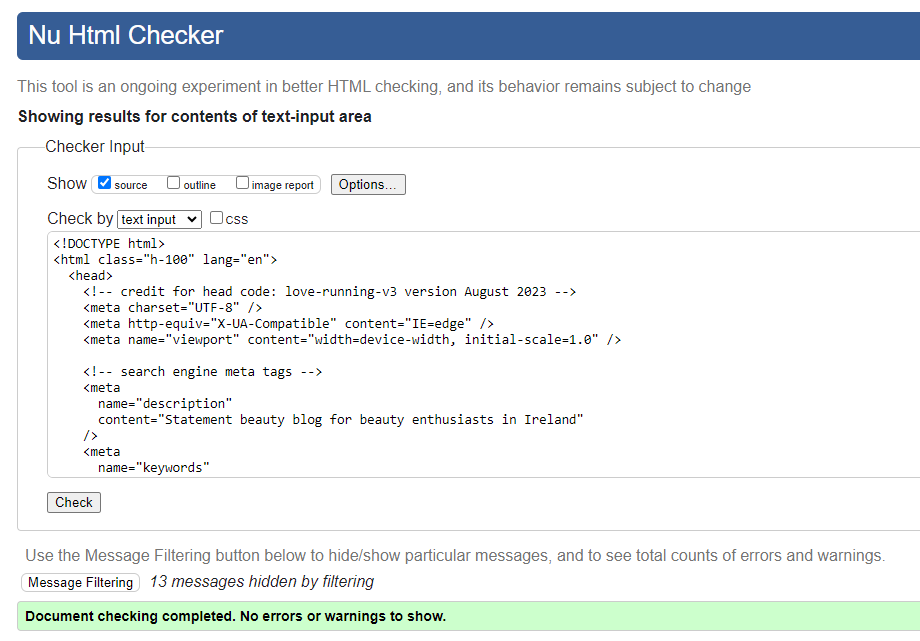 Nu Html Checker
This tool is an ongoing experiment in better HTML checking, and its behavior remains subject to change
Showing results for contents of text-input area
Checker Input
Show source outline image report Options...
Check by text input css
<!DOCTYPE html>
<html class="h-100" lang="en">
  <head>
    <!-- credit for head code: love-running-v3 version August 2023 -->
    <meta charset="UTF-8" />
    <meta http-equiv="X-UA-Compatible" content="IE=edge" />
    <meta name="viewport" content="width=device-width, initial-scale=1.0" />
    <!-- search engine meta tags -->
    <meta
      name="description"
      content="Statement beauty blog for beauty enthusiasts in Ireland"
    />
    <meta
      name="keywords"
Check
Use the Message Filtering button below to hide/show particular messages, and to see total counts of errors and warnings.
Message Filtering 13 messages hidden by filtering
Document checking completed. No errors or warnings to show.